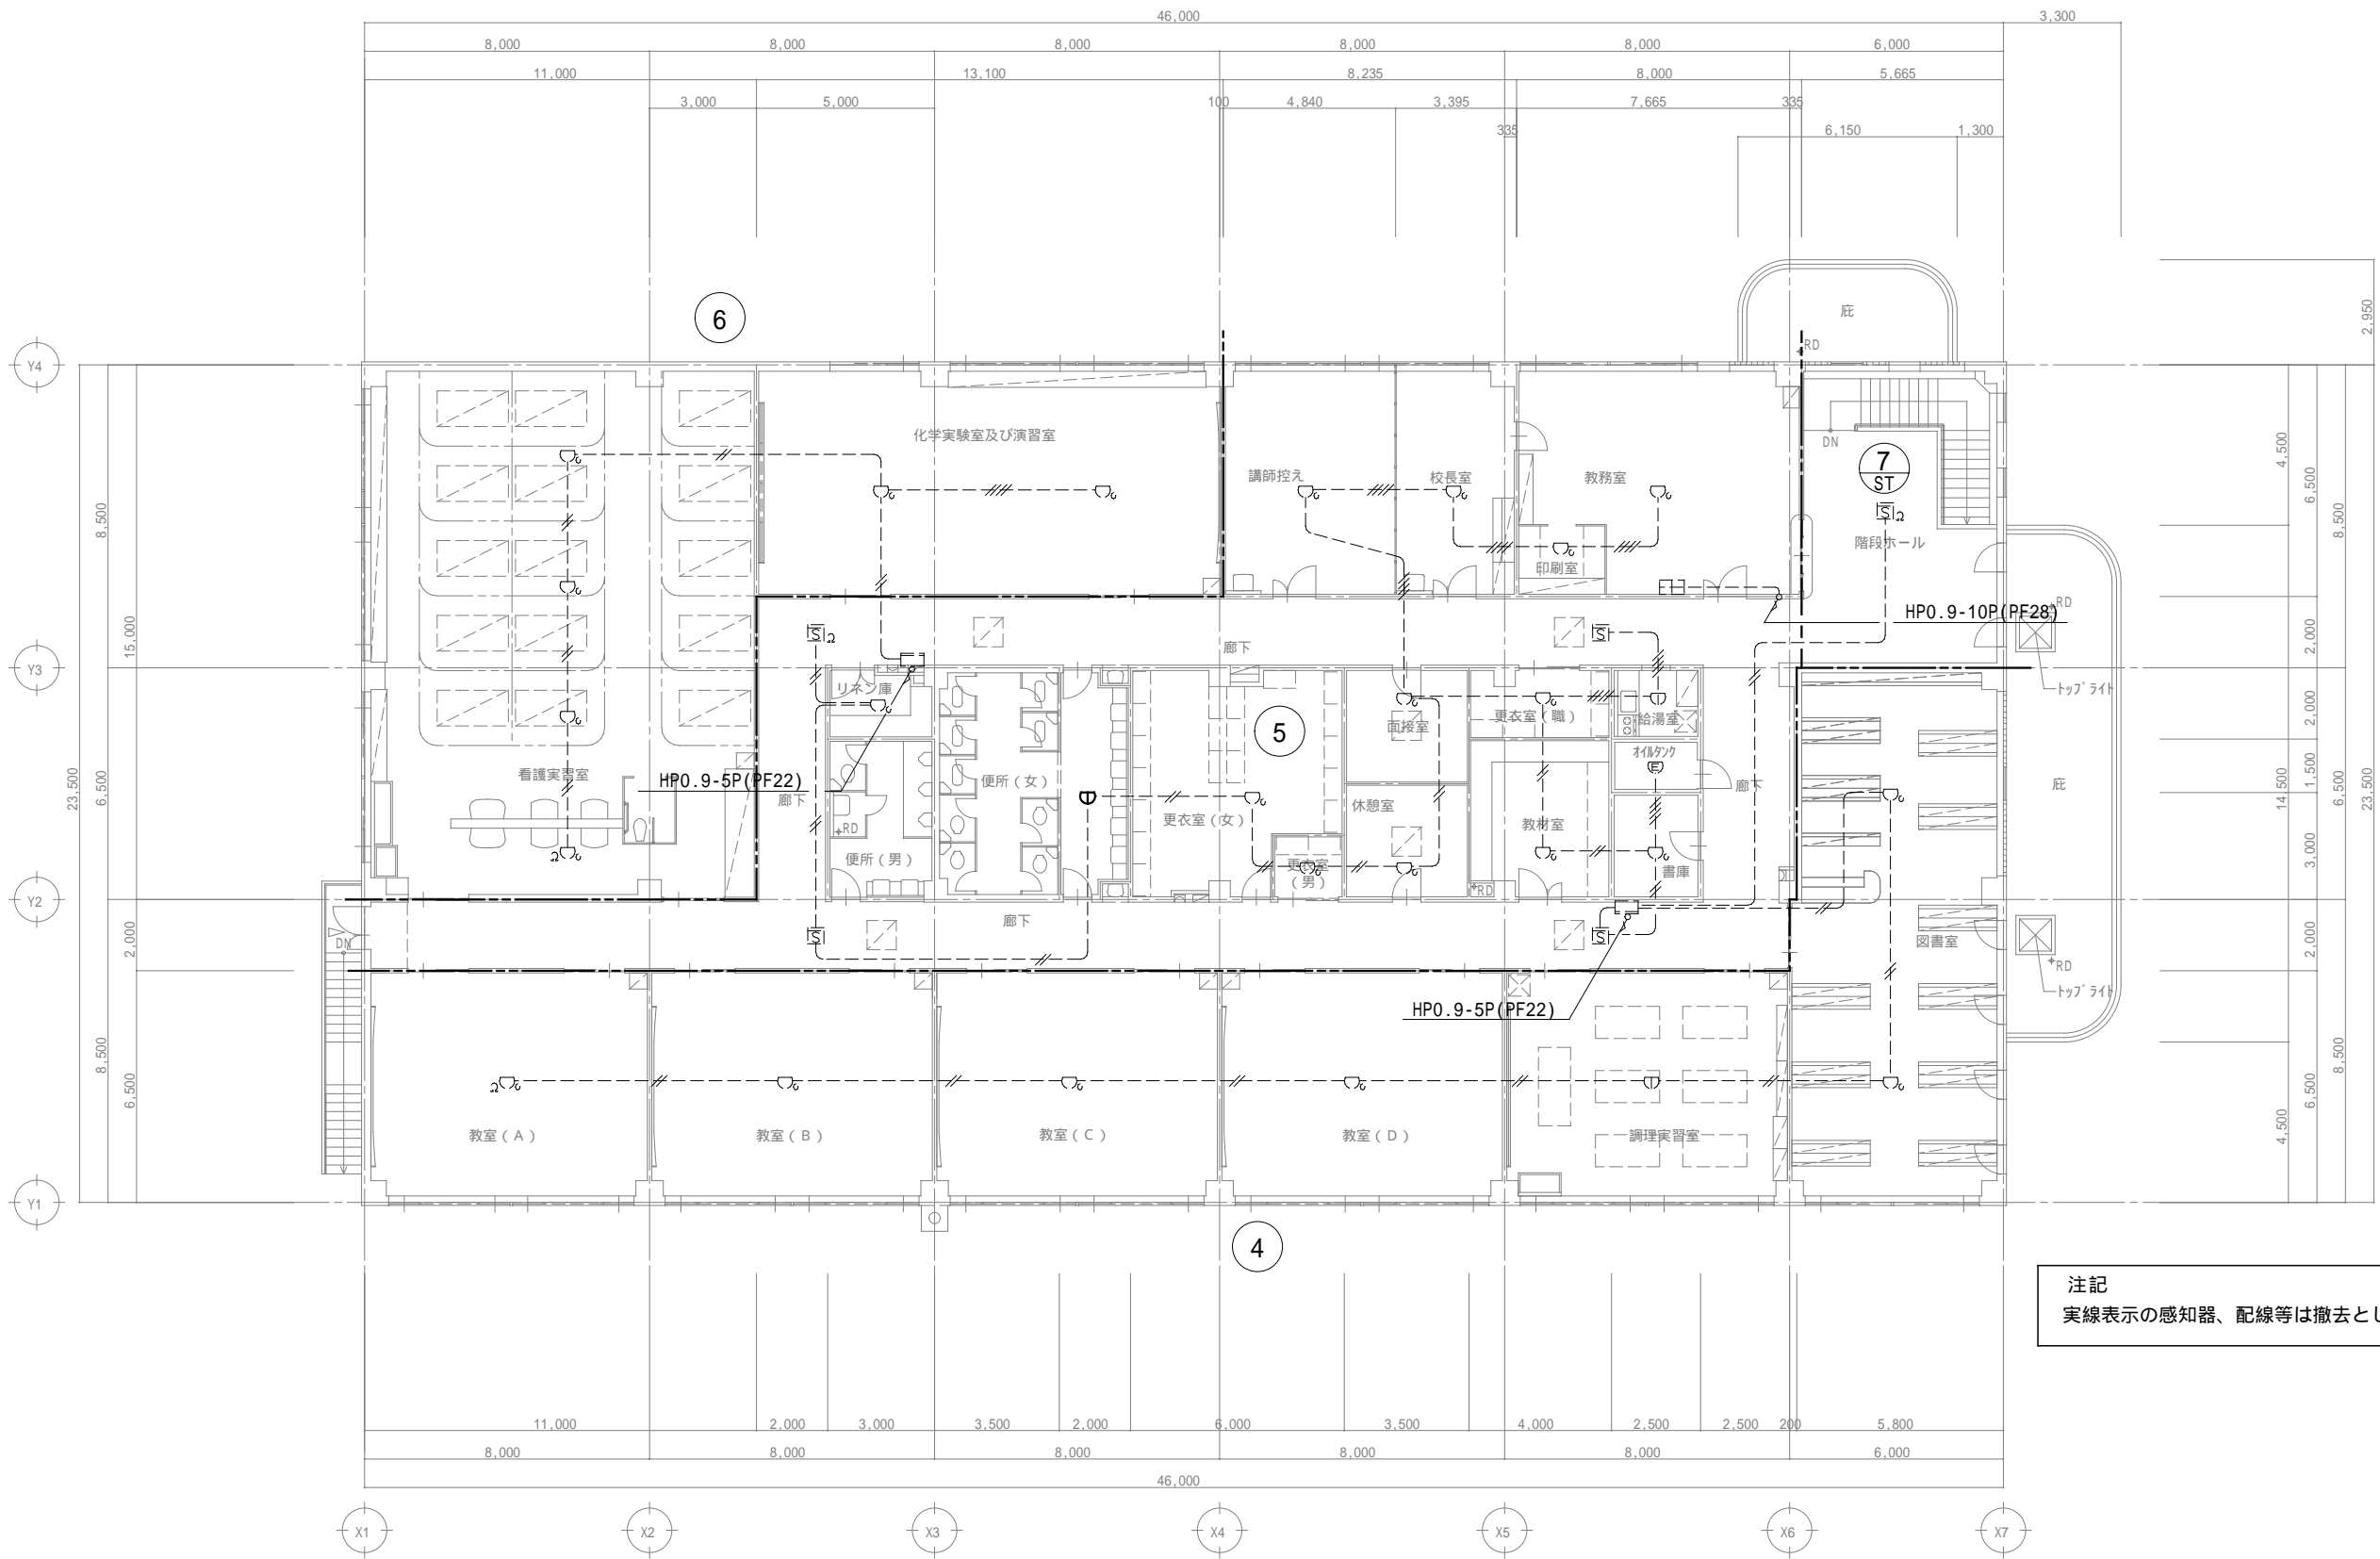 46,000 3,300
8,000 8,000 8,000 8,000 8,000 6,000
11,000 13,100 8,235 8,000 5,665
3,000 5,000 100 4,840 3,395 7,665 335
335 6,150 1,300
6
庇
2,950
RD
Y4
化学実験室及び演習室
講師控え
校長室
教務室
DN
7
ST
階段ホール
印刷室
4,500
6,500
8,500
8,500
15,000
HP0.9-10P(PF28)
RD
2,000
廊下
Y3
リネン庫
トップライト
更衣室(職)
給湯室
面接室
5
2,000
オイルタンク
看護実習室
HP0.9-5P(PF22)
便所(女)
廊下
廊下
庇
休憩室
更衣室(女)
教材室
RD
便所(男)
更衣室
(男)
書庫
RD
23,500
6,500
14,500
1,500
6,500
23,500
3,000
Y2
廊下
DN
図書室
RD
2,000
2,000
トップライト
HP0.9-5P(PF22)
8,500
6,500
4,500
6,500
8,500
教室(A)
教室(B)
教室(C)
教室(D)
調理実習室
Y1
4
注記
実線表示の感知器、配線等は撤去とし
11,000 2,000 3,000 3,500 2,000 6,000 3,500 4,000 2,500 2,500 200 5,800
8,000 8,000 8,000 8,000 8,000 6,000
46,000
X1 X2 X3 X4 X5 X6 X7